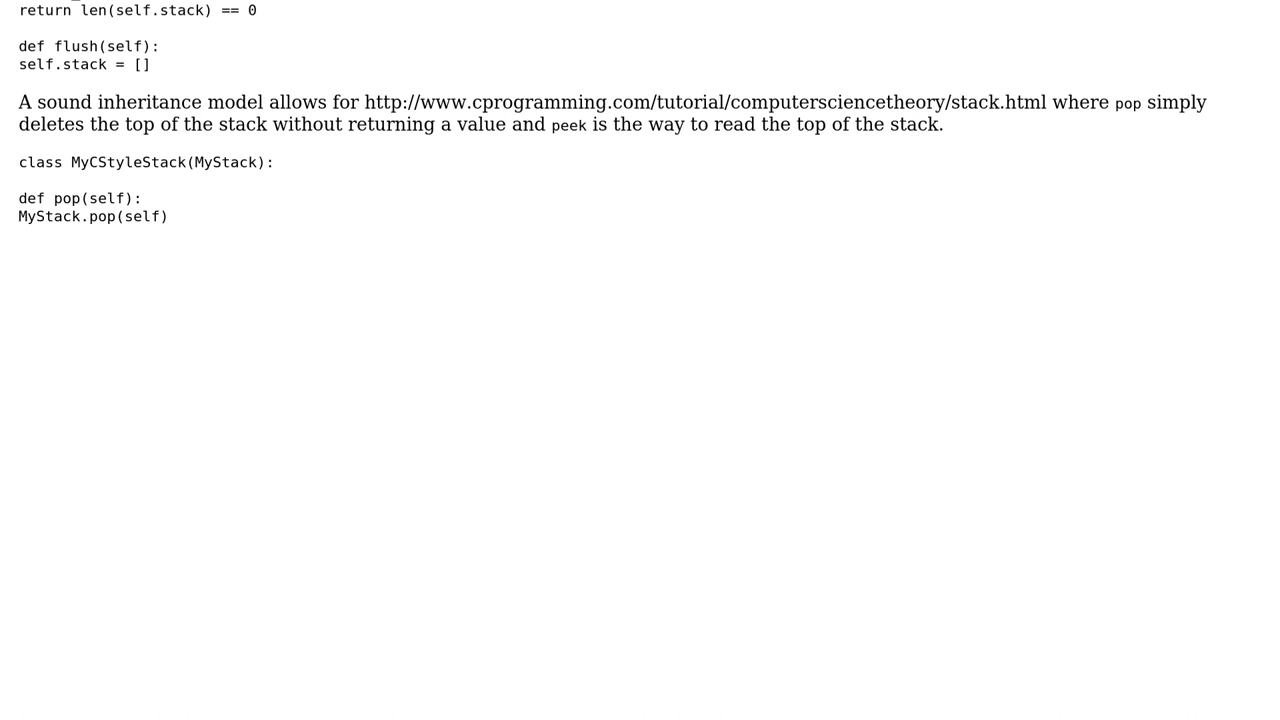 return len(self.stack) == 0
def flush(self):
self.stack = []
A sound inheritance model allows for http://www.cprogramming.com/tutorial/computersciencetheory/stack.html where pop simply
deletes the top of the stack without returning a value and peek is the way to read the top of the stack.
class MyCStyleStack(MyStack):
def pop(self):
MyStack.pop(self)